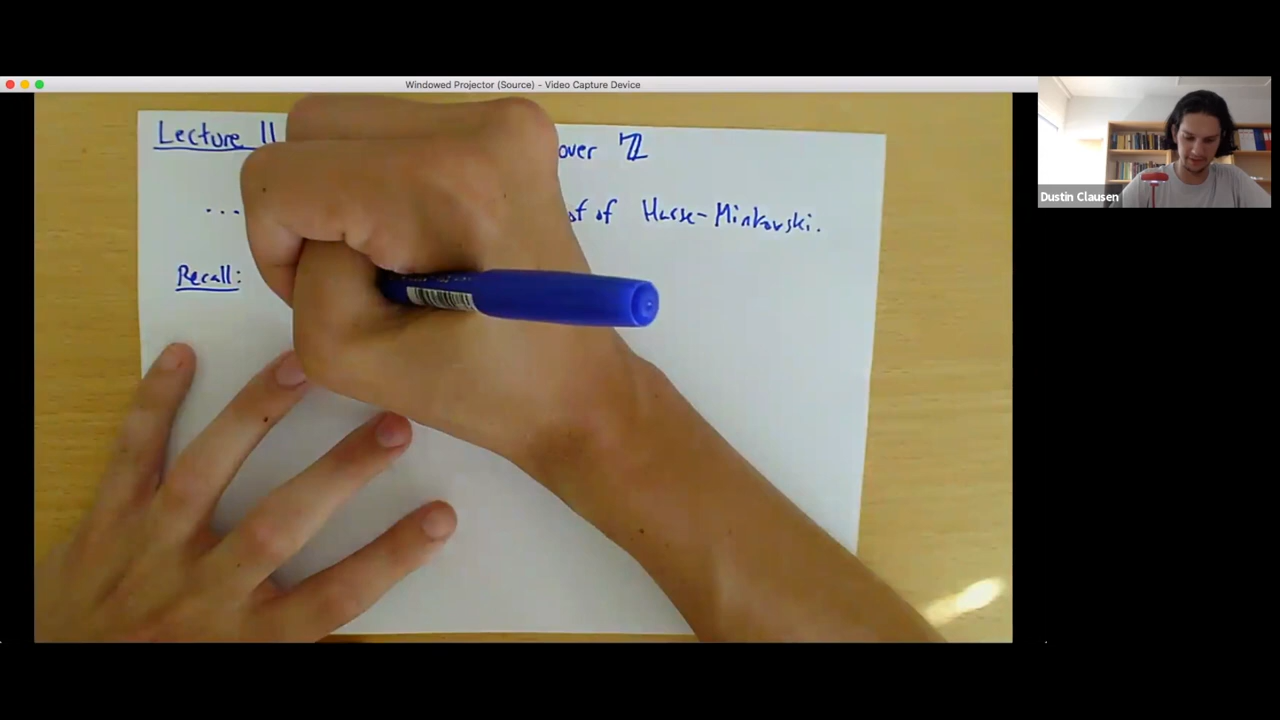 Windowed Projector (Source) - Video Capture Device
Lecture 11 over ℤ
... of Hasse-Minkowski.
Recall:
Dustin Clausen